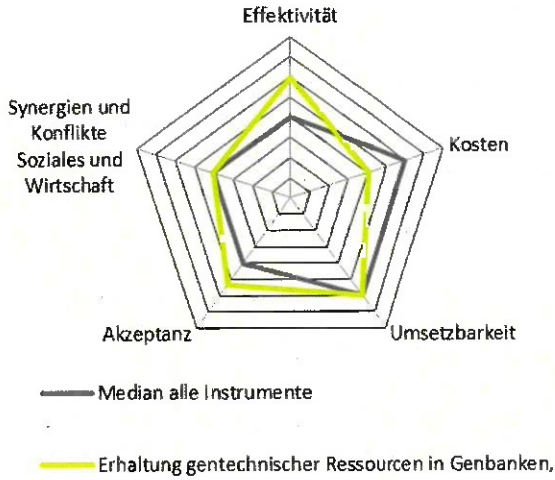 Effektivität
Synergien und
Konflikte
Soziales und
Wirtschaft
Kosten
Akzeptanz
Umsetzbarkeit
Median alle Instrumente
Erhaltung gentechnischer Ressourcen in Genbanken,